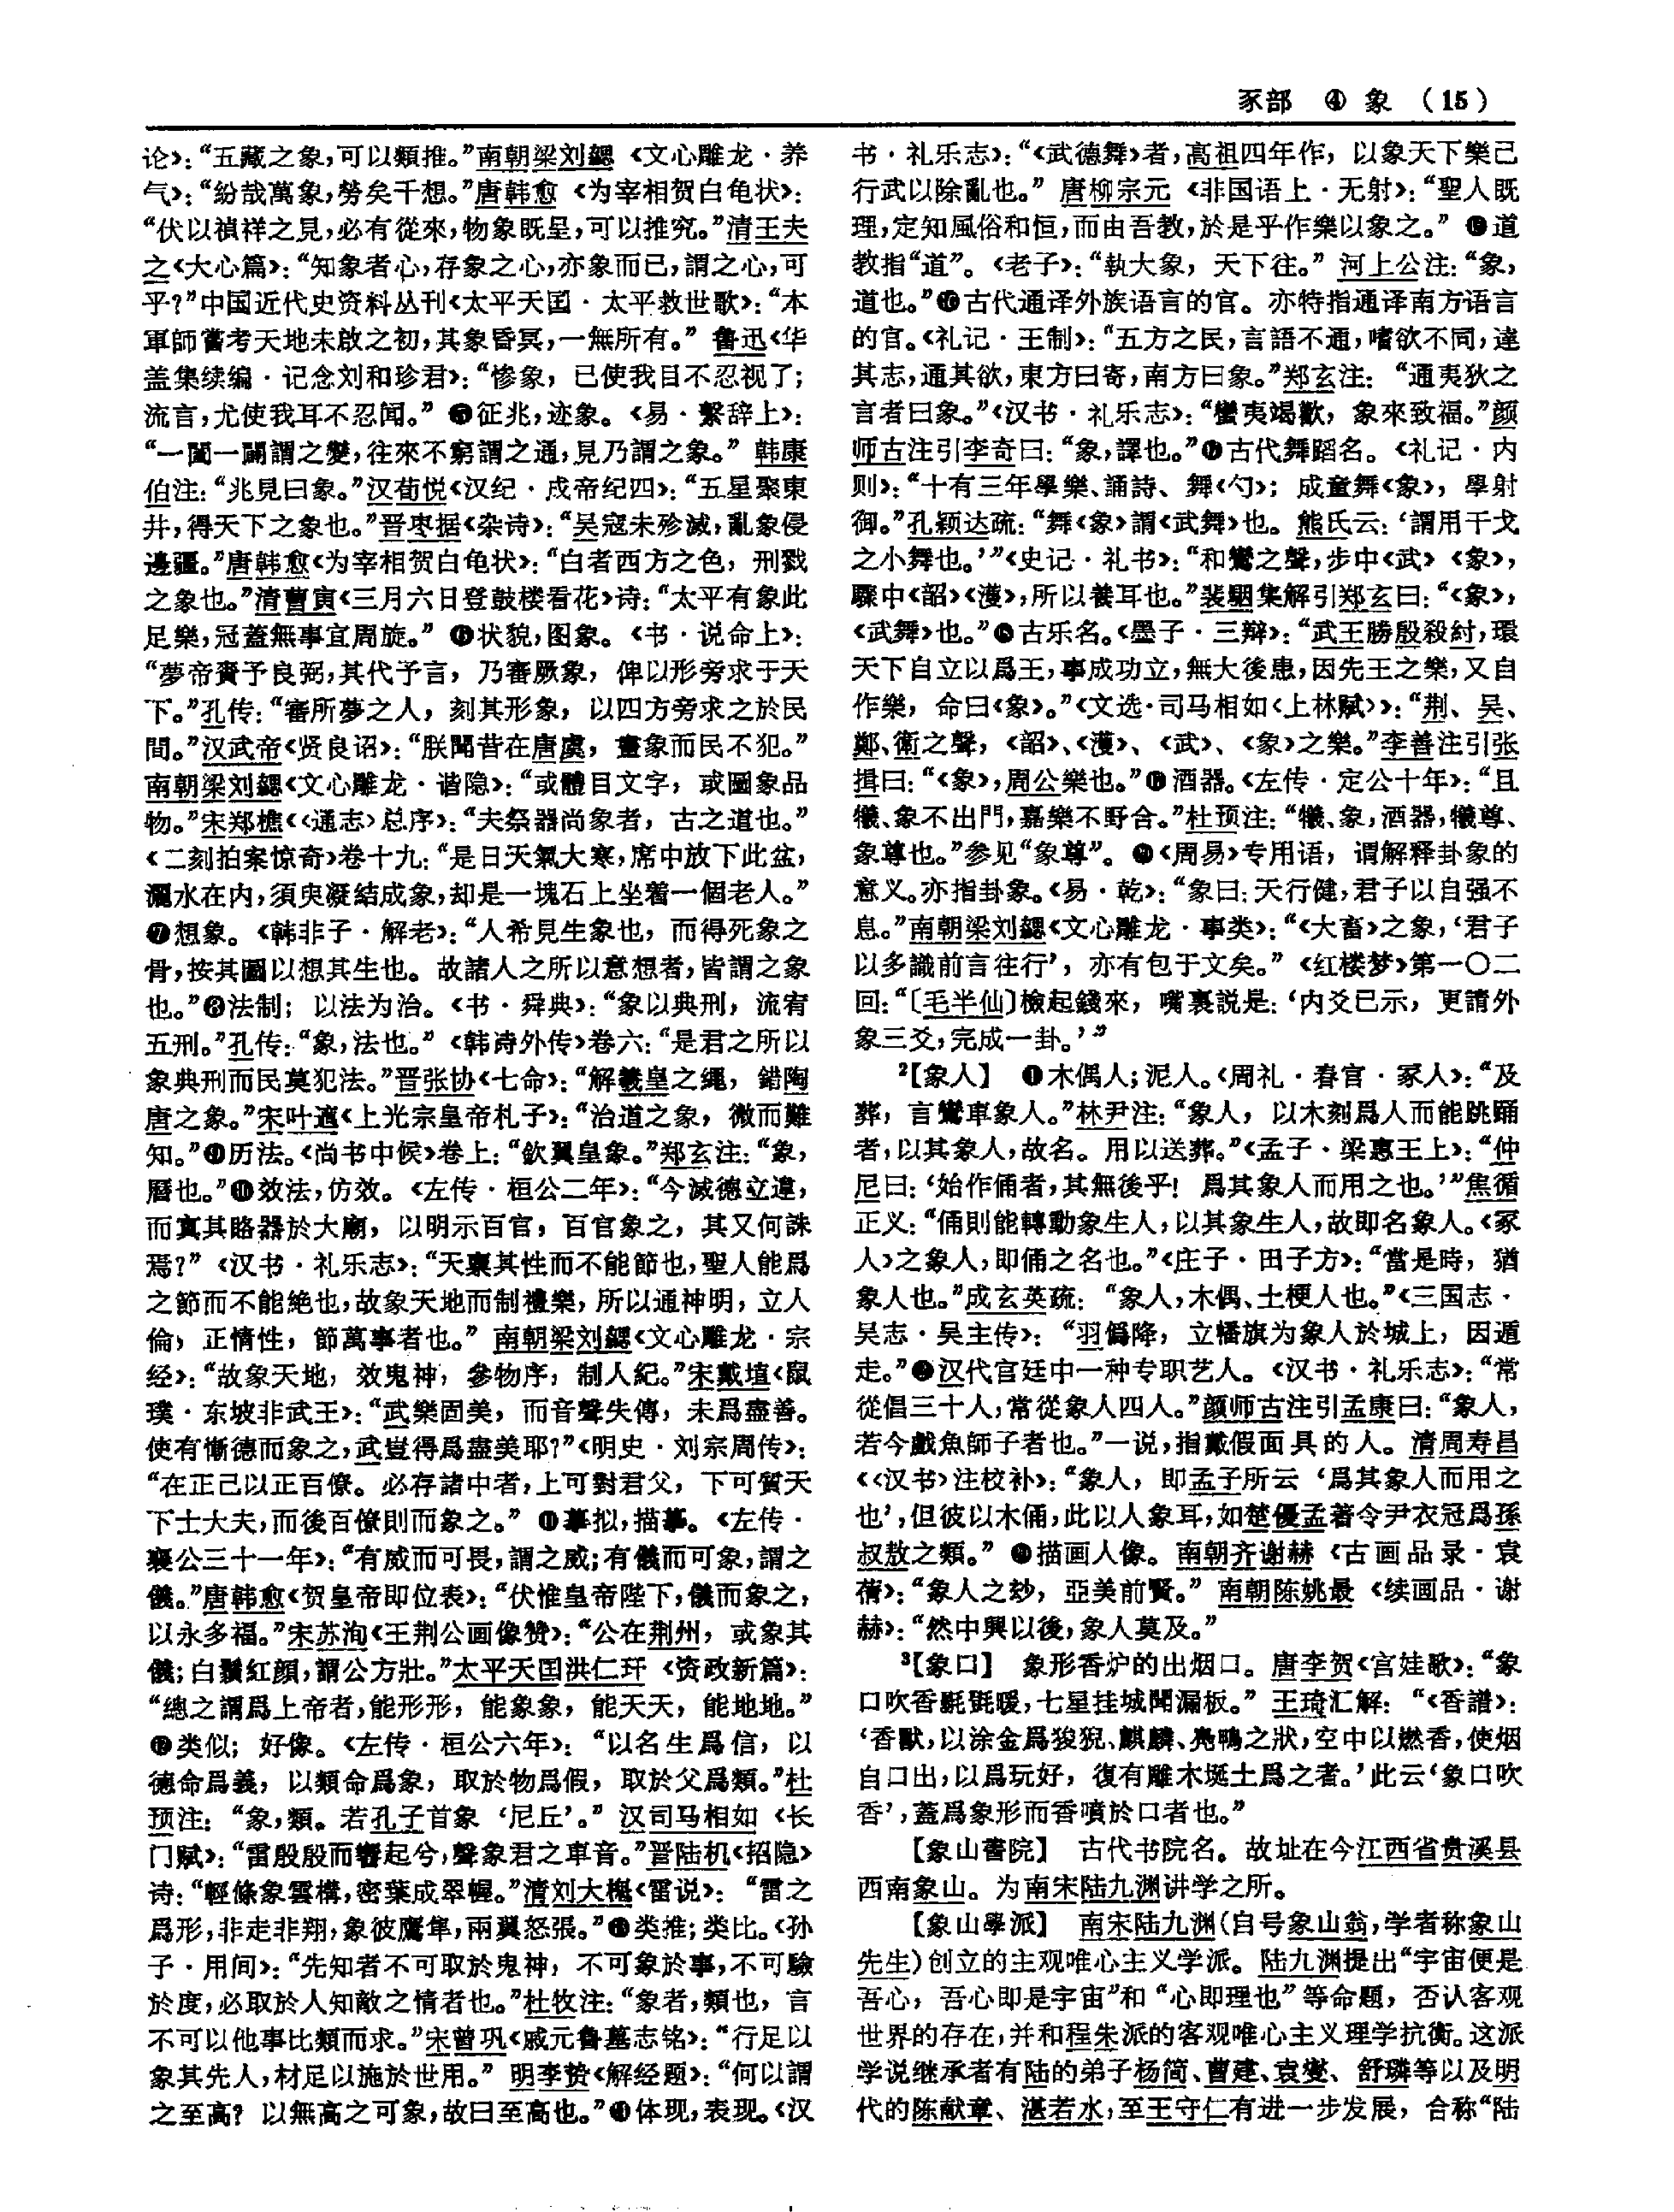 豕部 ④ 象 （15）
论》：“五藏之象，可以類推。”南朝梁刘勰《文心雕龙·养
气》：“紛哉萬象，勞矣千想。”唐韩愈《为宰相贺白龟状》：
“伏以禎祥之見，必有從來，物象既呈，可以推究。”清王夫
之《大心篇》：“知象者心，存象之心，亦象而已，謂之心，可
乎？”中国近代史资料丛刊《太平天囯·太平救世歌》：“本
軍師嘗考天地未啟之初，其象昏冥，一無所有。”鲁迅《华
盖集续编·记念刘和珍君》：“惨象，已使我目不忍视了；
流言，尤使我耳不忍闻。”❺征兆，迹象。《易·繫辞上》：
“一闔一闢謂之變，往來不窮謂之通，見乃謂之象。”韩康
伯注：“兆見曰象。”汉荀悦《汉纪·成帝纪四》：“五星聚東
井，得天下之象也。”晋枣据《杂诗》：“吴寇未殄滅，亂象侵
邊疆。”唐韩愈《为宰相贺白龟状》：“白者西方之色，刑戮
之象也。”清曹寅《三月六日登鼓楼看花》诗：“太平有象此
足樂，冠蓋無事宜周旋。”❻状貌，图象。《书·说命上》：
“夢帝賚予良弼，其代予言，乃審厥象，俾以形旁求于天
下。”孔传：“審所夢之人，刻其形象，以四方旁求之於民
間。”汉武帝《贤良诏》：“朕聞昔在唐虞，畫象而民不犯。”
南朝梁刘勰《文心雕龙·谐隐》：“或體目文字，或圖象品
物。”宋郑樵《〈通志〉总序》：“夫祭器尚象者，古之道也。”
《二刻拍案惊奇》卷十九：“是日天氣大寒，席中放下此盆，
灑水在内，須臾凝結成象，却是一塊石上坐着一個老人。”
❼想象。《韩非子·解老》：“人希見生象也，而得死象之
骨，按其圖以想其生也。故諸人之所以意想者，皆謂之象
也。”❽法制；以法为治。《书·舜典》：“象以典刑，流宥
五刑。”孔传：“象，法也。”《韩诗外传》卷六：“是君之所以
象典刑而民莫犯法。”晋张协《七命》：“解羲皇之繩，錯陶
唐之象。”宋叶適《上光宗皇帝札子》：“治道之象，微而難
知。”❾历法。《尚书中候》卷上：“欽翼皇象。”郑玄注：“象，
曆也。”❿效法，仿效。《左传·桓公二年》：“今滅德立違，
而寘其賂器於大廟，以明示百官，百官象之，其又何誅
焉？”《汉书·礼乐志》：“天稟其性而不能節也，聖人能爲
之節而不能絶也，故象天地而制禮樂，所以通神明，立人
倫，正情性，節萬事者也。”南朝梁刘勰《文心雕龙·宗
经》：“故象天地，效鬼神，參物序，制人紀。”宋戴埴《鼠
璞·东坡非武王》：“武樂固美，而音聲失傳，未爲盡善。
使有慚德而象之，武豈得爲盡美耶？”《明史·刘宗周传》：
“在正己以正百僚。必存諸中者，上可對君父，下可質天
下士大夫，而後百僚則而象之。”⓫摹拟，描摹。《左传·
襄公三十一年》：“有威而可畏，謂之威；有儀而可象，謂之
儀。”唐韩愈《贺皇帝即位表》：“伏惟皇帝陛下，儀而象之，
以永多福。”宋苏洵《王荆公画像赞》：“公在荆州，或象其
儀；白鬚紅顔，謂公方壯。”太平天囯洪仁玕《资政新篇》：
“總之謂爲上帝者，能形形，能象象，能天天，能地地。”
⓬类似；好像。《左传·桓公六年》：“以名生爲信，以
德命爲義，以類命爲象，取於物爲假，取於父爲類。”杜
预注：“象，類。若孔子首象‘尼丘’。”汉司马相如《长
门赋》：“雷殷殷而響起兮，聲象君之車音。”晋陆机《招隐》
诗：“輕條象雲構，密葉成翠幄。”清刘大櫆《雷说》：“雷之
爲形，非走非翔，象彼鷹隼，兩翼怒張。”⓭类推；类比。《孙
子·用间》：“先知者不可取於鬼神，不可象於事，不可驗
於度，必取於人知敵之情者也。”杜牧注：“象者，類也，言
不可以他事比類而求。”宋曾巩《戚元鲁墓志铭》：“行足以
象其先人，材足以施於世用。”明李贽《解经题》：“何以謂
之至高？以無高之可象，故曰至高也。”⓮体现，表现。《汉
书·礼乐志》：“《武德舞》者，高祖四年作，以象天下樂己
行武以除亂也。”唐柳宗元《非国语上·无射》：“聖人既
理，定知風俗和恒，而由吾教，於是乎作樂以象之。”⓯道
教指“道”。《老子》：“執大象，天下往。”河上公注：“象，
道也。”⓰古代通译外族语言的官。亦特指通译南方语言
的官。《礼记·王制》：“五方之民，言語不通，嗜欲不同，達
其志，通其欲，東方曰寄，南方曰象。”郑玄注：“通夷狄之
言者曰象。”《汉书·礼乐志》：“蠻夷竭歡，象來致福。”颜
师古注引李奇曰：“象，譯也。”⓱古代舞蹈名。《礼记·内
则》：“十有三年學樂、誦詩、舞《勺》；成童舞《象》，學射
御。”孔颖达疏：“舞《象》謂《武舞》也。熊氏云：‘謂用干戈
之小舞也。’”《史记·礼书》：“和鸞之聲，步中《武》《象》，
驟中《韶》《濩》，所以養耳也。”裴駰集解引郑玄曰：“《象》，
《武舞》也。”⓲古乐名。《墨子·三辩》：“武王勝殷殺紂，環
天下自立以爲王，事成功立，無大後患，因先王之樂，又自
作樂，命曰《象》。”《文选·司马相如〈上林赋〉》：“荆、吴、
鄭、衛之聲，《韶》、《濩》、《武》、《象》之樂。”李善注引张
揖曰：“《象》，周公樂也。”⓳酒器。《左传·定公十年》：“且
犧、象不出門，嘉樂不野合。”杜预注：“犧、象，酒器，犧尊、
象尊也。”参见“象尊”。⓴《周易》专用语，谓解释卦象的
意义。亦指卦象。《易·乾》：“象曰：天行健，君子以自强不
息。”南朝梁刘勰《文心雕龙·事类》：“《大畜》之象，‘君子
以多識前言往行’，亦有包于文矣。”《红楼梦》第一〇二
回：“〔毛半仙〕檢起錢來，嘴裏説是：‘内爻已示，更請外
象三爻，完成一卦。’”
²【象人】 ❶木偶人；泥人。《周礼·春官·冢人》：“及
葬，言鸞車象人。”林尹注：“象人，以木刻爲人而能跳踊
者，以其象人，故名。用以送葬。”《孟子·梁惠王上》：“仲
尼曰：‘始作俑者，其無後乎！爲其象人而用之也。’”焦循
正义：“俑則能轉動象生人，以其象生人，故即名象人。《冢
人》之象人，即俑之名也。”《庄子·田子方》：“當是時，猶
象人也。”成玄英疏：“象人，木偶、土梗人也。”《三国志·
吴志·吴主传》：“羽僞降，立幡旗为象人於城上，因遁
走。”❷汉代宫廷中一种专职艺人。《汉书·礼乐志》：“常
從倡三十人，常從象人四人。”颜师古注引孟康曰：“象人，
若今戲魚師子者也。”一说，指戴假面具的人。清周寿昌
《〈汉书〉注校补》：“象人，即孟子所云‘爲其象人而用之
也’，但彼以木俑，此以人象耳，如楚優孟著令尹衣冠爲孫
叔敖之類。”❸描画人像。南朝齐谢赫《古画品录·袁
蒨》：“象人之玅，亞美前賢。”南朝陈姚最《续画品·谢
赫》：“然中興以後，象人莫及。”
³【象口】 象形香炉的出烟口。唐李贺《宫娃歌》：“象
口吹香毾㲪暖，七星挂城聞漏板。”王琦汇解：“《香譜》：
‘香獸，以涂金爲狻猊、麒麟、鳧鴨之狀，空中以燃香，使烟
自口出，以爲玩好，復有雕木埏土爲之者。’此云‘象口吹
香’，蓋爲象形而香噴於口者也。”
【象山書院】 古代书院名。故址在今江西省贵溪县
西南象山。为南宋陆九渊讲学之所。
【象山學派】 南宋陆九渊（自号象山翁，学者称象山
先生）创立的主观唯心主义学派。陆九渊提出“宇宙便是
吾心，吾心即是宇宙”和“心即理也”等命题，否认客观
世界的存在，并和程朱派的客观唯心主义理学抗衡。这派
学说继承者有陆的弟子杨简、曹建、袁燮、舒璘等以及明
代的陈献章、湛若水，至王守仁有进一步发展，合称“陆